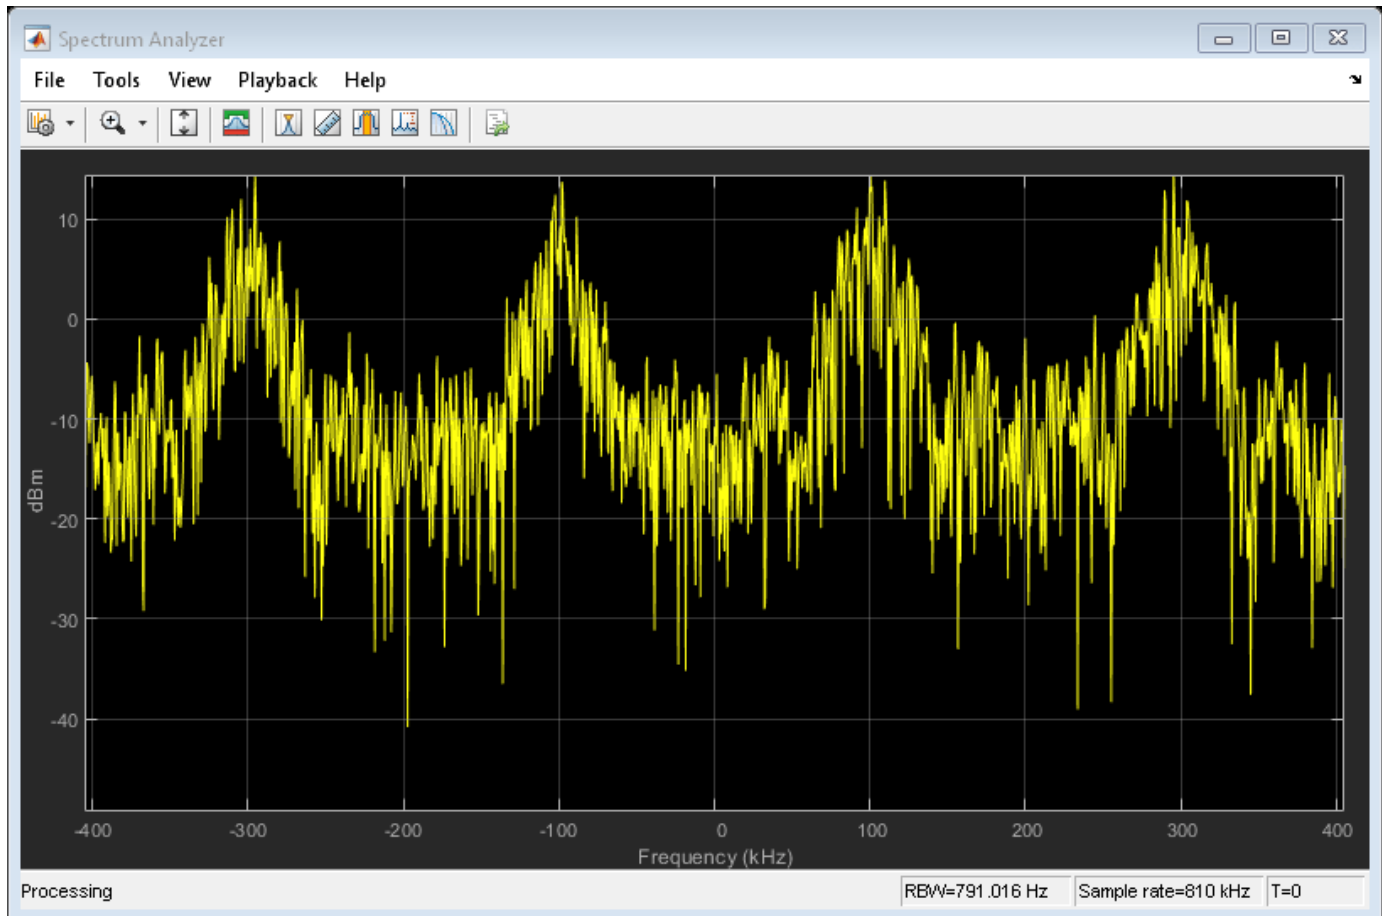 Spectrum Analyzer
File Tools View Playback Help
10
0
-10
-20
-30
-40
dBm
-400 -300 -200 -100 0 100 200 300 400
Frequency (kHz)
Processing RBW=791.016 Hz Sample rate=810 kHz T=0